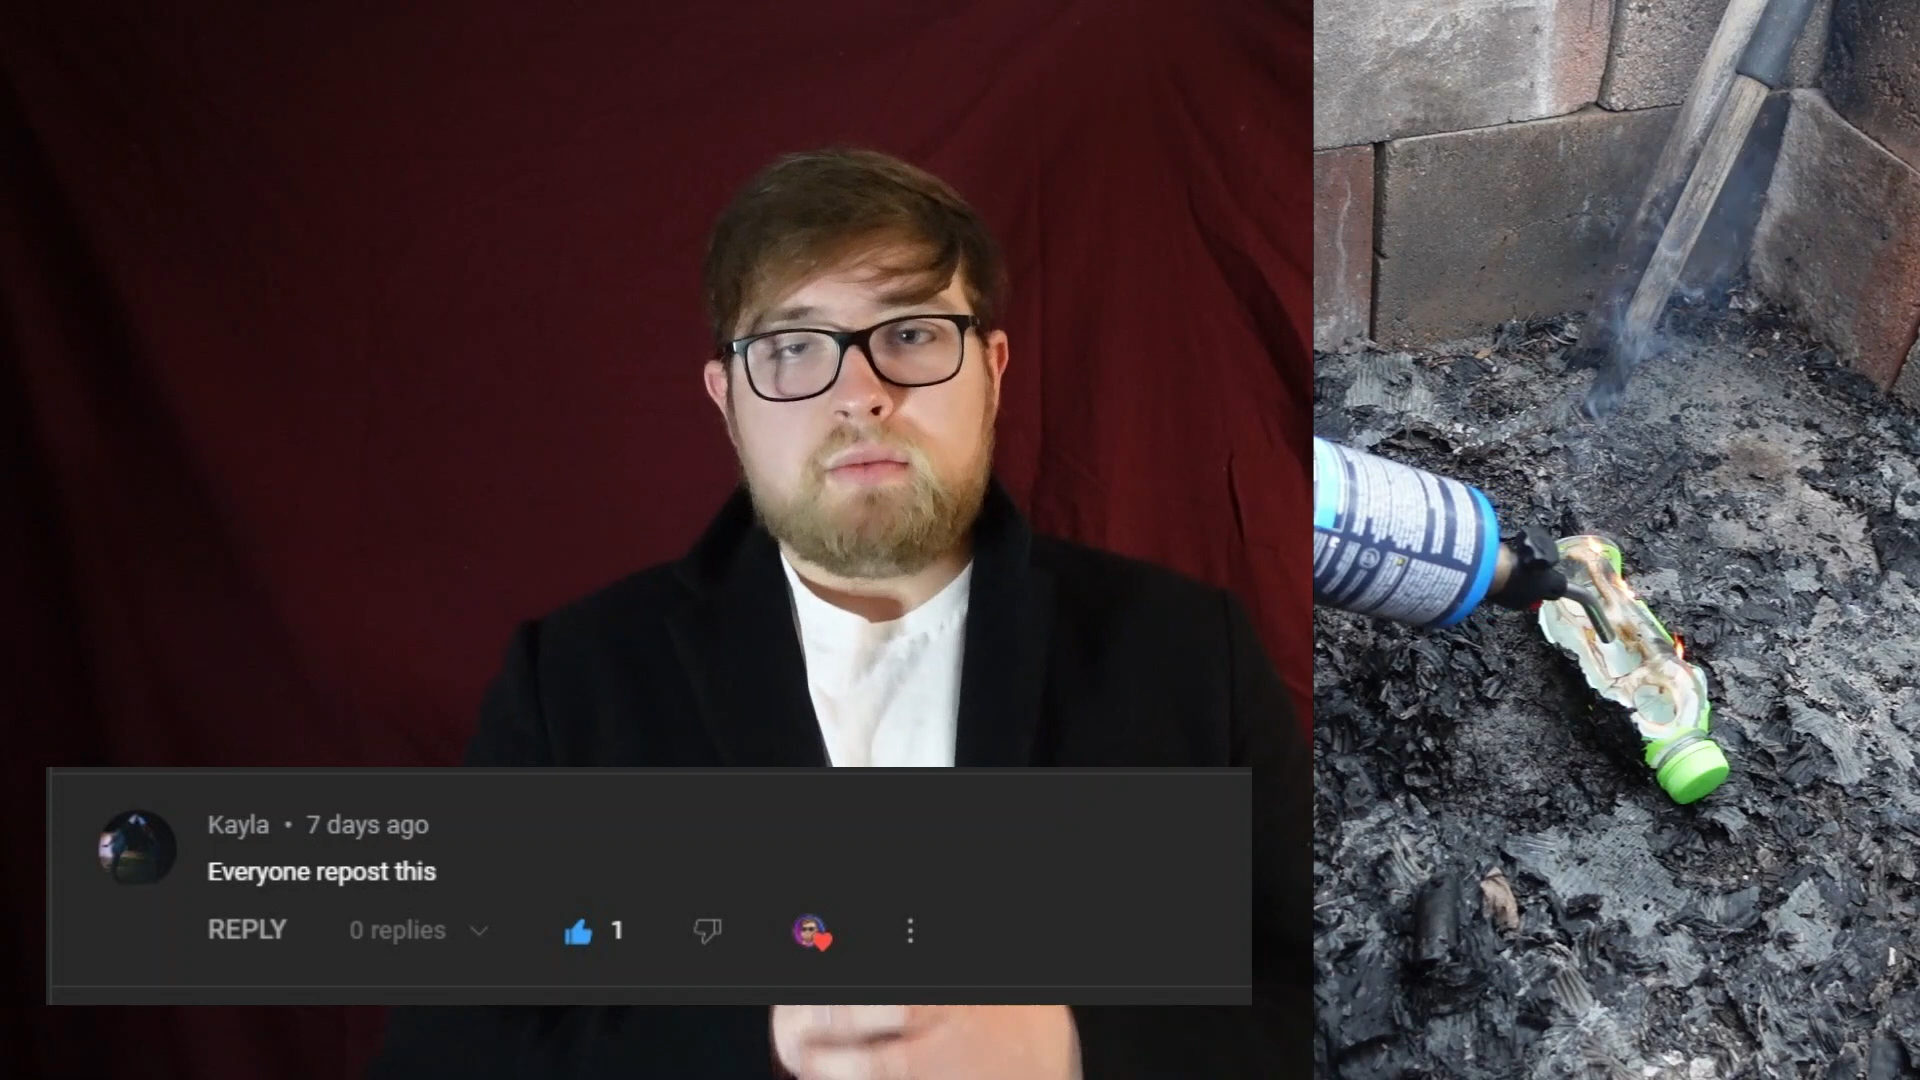 Kayla • 7 days ago
Everyone repost this
REPLY 0 replies 1